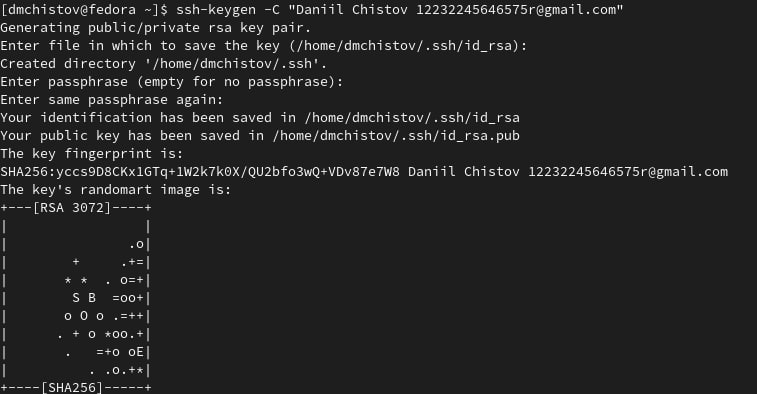 [dmchistov@fedora ~]$ ssh-keygen -C "Daniil Chistov 12232245646575r@gmail.com"
Generating public/private rsa key pair.
Enter file in which to save the key (/home/dmchistov/.ssh/id_rsa):
Created directory '/home/dmchistov/.ssh'.
Enter passphrase (empty for no passphrase):
Enter same passphrase again:
Your identification has been saved in /home/dmchistov/.ssh/id_rsa
Your public key has been saved in /home/dmchistov/.ssh/id_rsa.pub
The key fingerprint is:
SHA256:yccs9D8CKx1GTq+1W2k7k0X/QU2bfo3wQ+VDv87e7W8 Daniil Chistov 12232245646575r@gmail.com
The key's randomart image is:
+---[RSA 3072]----+
|                 |
|               .o|
|        +     .+=|
|       * *  . o=+|
|        S B  =oo+|
|       o O o .=++|
|      . + o *oo.+|
|       .   =+o oE|
|          . .o.+*|
+----[SHA256]-----+